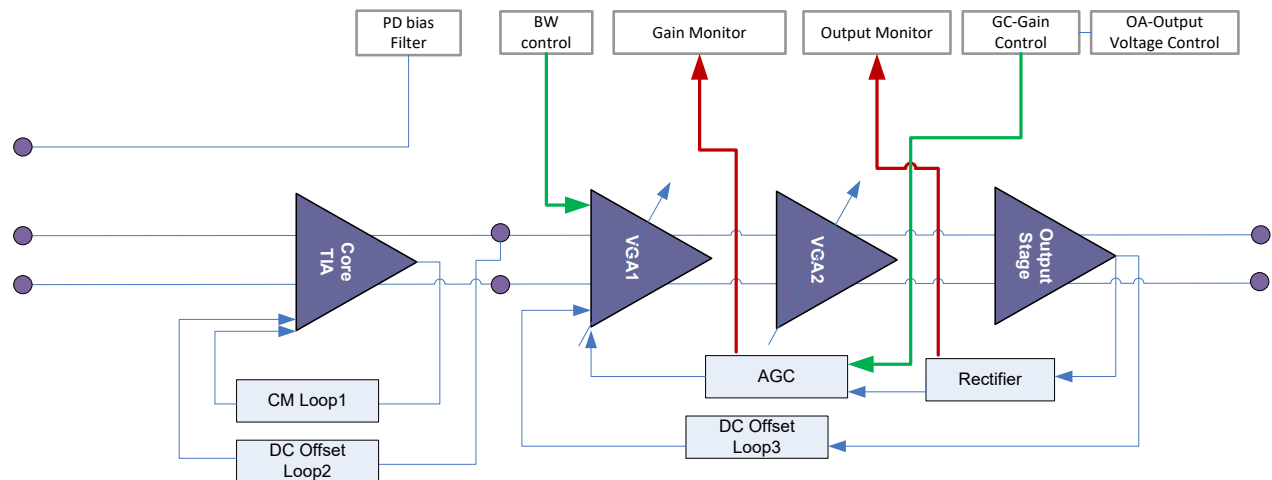 PD bias
Filter
BW
control
Gain Monitor
Output Monitor
GC-Gain
Control
OA-Output
Voltage Control
Core
TIA
VGA1
VGA2
Output
Stage
AGC
Rectifier
CM Loop1
DC Offset
Loop3
DC Offset
Loop2